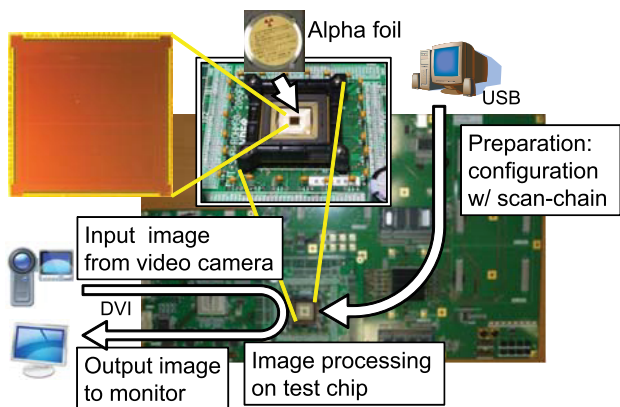 Alpha foil
USB
Preparation:
configuration
w/ scan-chain
Input image
from video camera
DVI
Output image
to monitor
Image processing
on test chip